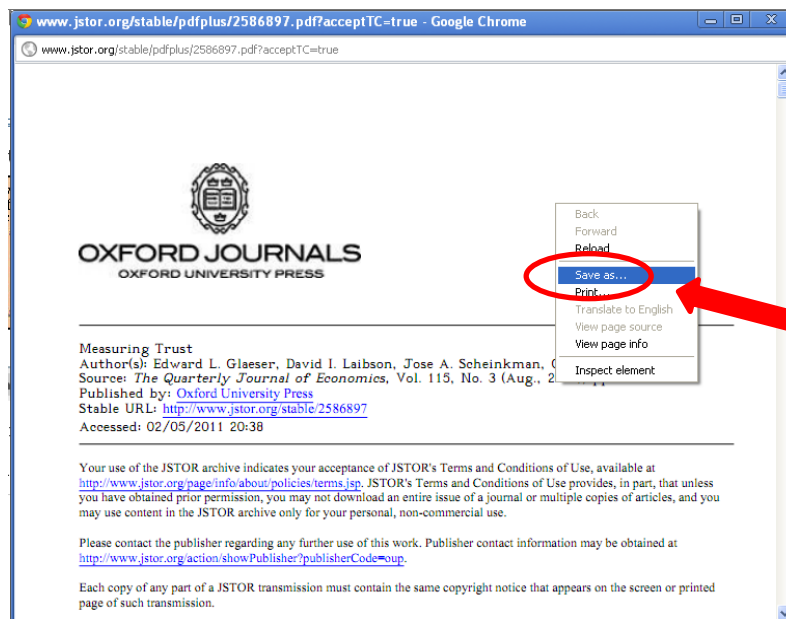 www.jstor.org/stable/pdfplus/2586897.pdf?acceptTC=true - Google Chrome
www.jstor.org/stable/pdfplus/2586897.pdf?acceptTC=true
OXFORD JOURNALS
OXFORD UNIVERSITY PRESS
Back
Forward
Reload
Save as...
Print...
Translate to English
View page source
View page info
Inspect element
Measuring Trust
Author(s): Edward L. Glaeser, David I. Laibson, Jose A. Scheinkman,
Source: The Quarterly Journal of Economics, Vol. 115, No. 3 (Aug., 2
Published by: Oxford University Press
Stable URL: http://www.jstor.org/stable/2586897
Accessed: 02/05/2011 20:38
Your use of the JSTOR archive indicates your acceptance of JSTOR's Terms and Conditions of Use, available at
http://www.jstor.org/page/info/about/policies/terms.jsp. JSTOR's Terms and Conditions of Use provides, in part, that unless
you have obtained prior permission, you may not download an entire issue of a journal or multiple copies of articles, and you
may use content in the JSTOR archive only for your personal, non-commercial use.
Please contact the publisher regarding any further use of this work. Publisher contact information may be obtained at
http://www.jstor.org/action/showPublisher?publisherCode=oup.
Each copy of any part of a JSTOR transmission must contain the same copyright notice that appears on the screen or printed
page of such transmission.